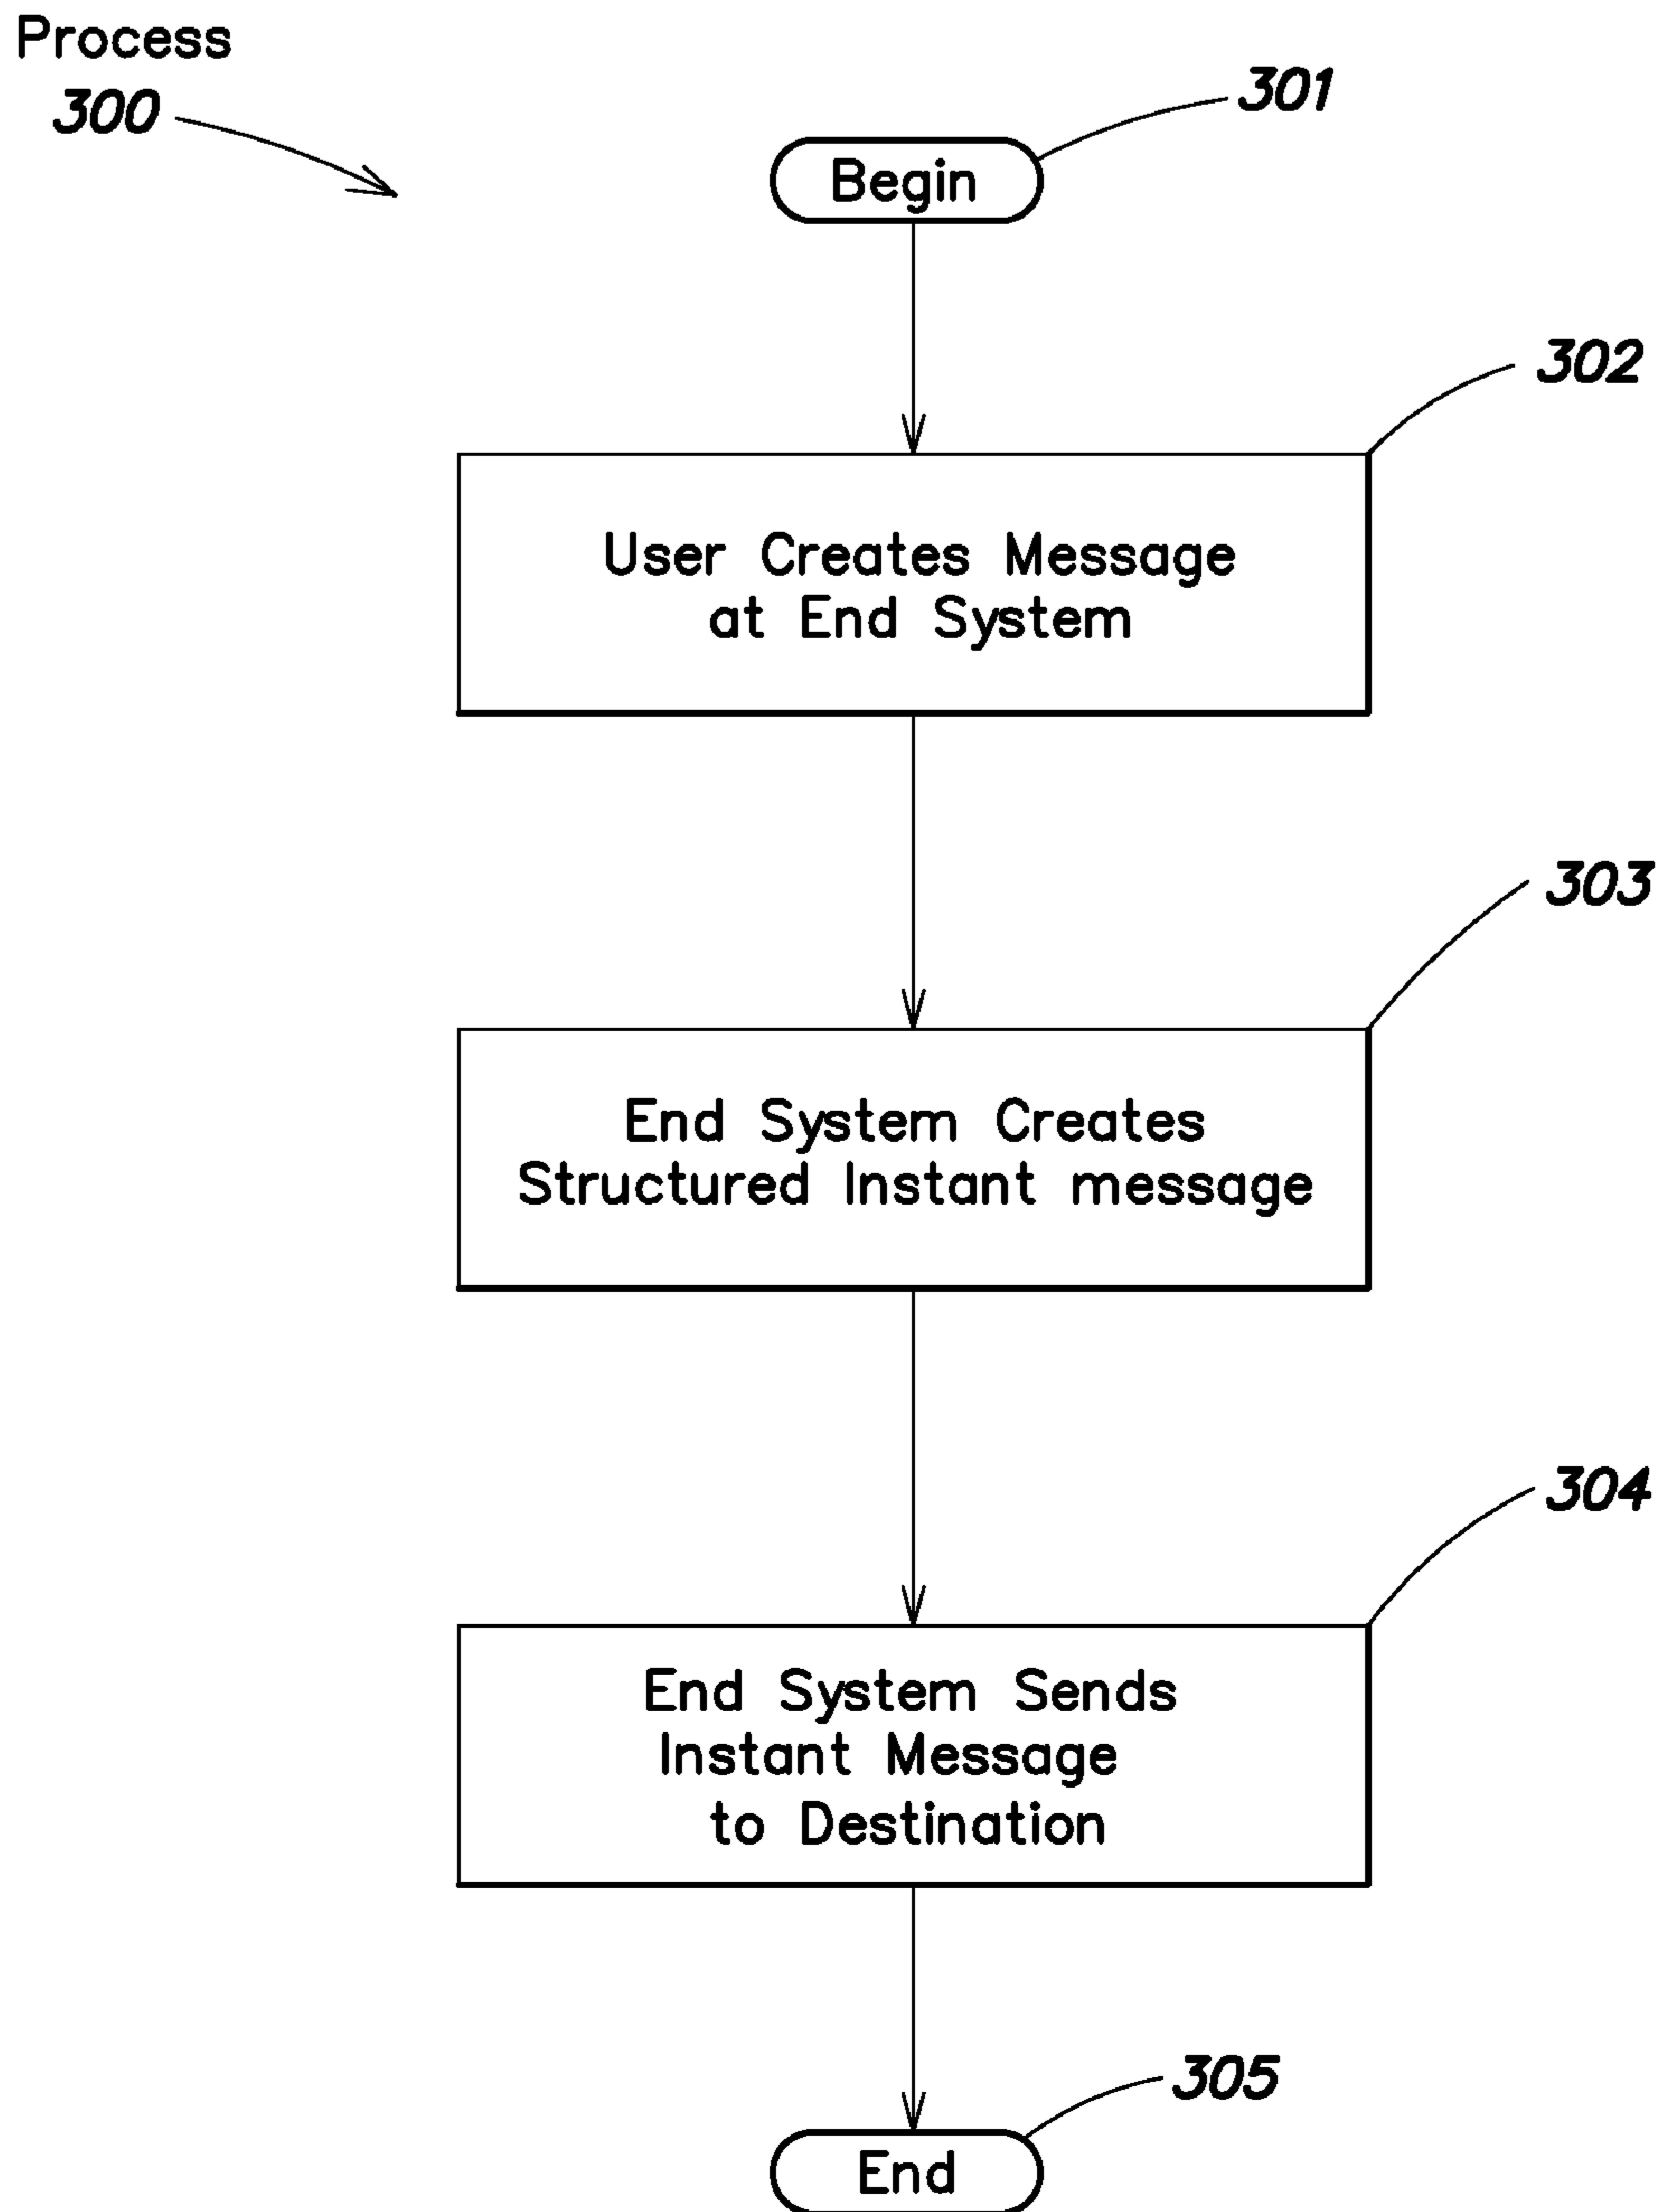 Process
300
301
Begin
302
User Creates Message
at End System
303
End System Creates
Structured Instant message
304
End System Sends
Instant Message
to Destination
305
End